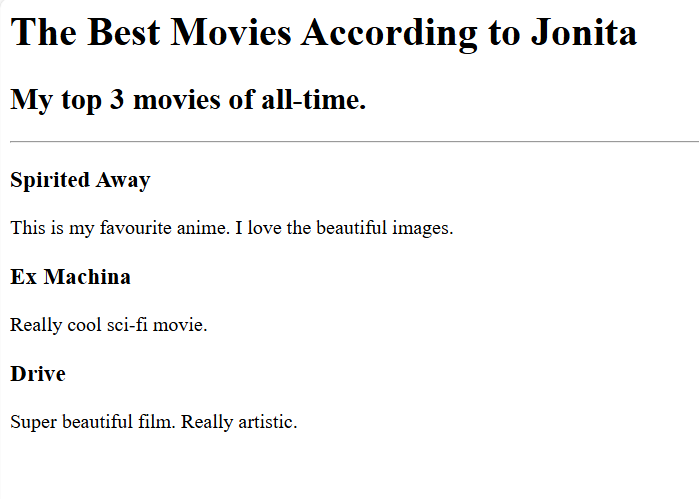 The Best Movies According to Jonita
My top 3 movies of all-time.
Spirited Away
This is my favourite anime. I love the beautiful images.
Ex Machina
Really cool sci-fi movie.
Drive
Super beautiful film. Really artistic.